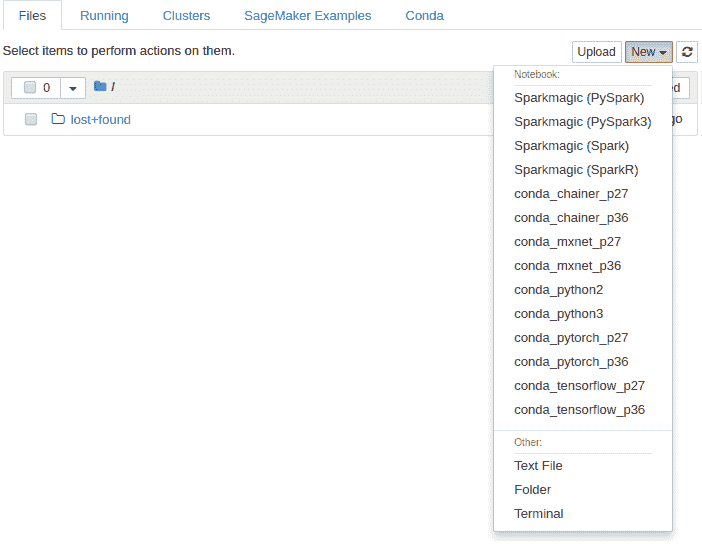 Files Running Clusters SageMaker Examples Conda
Select items to perform actions on them. Upload New
0 / ed
lost+found go
Notebook:
Sparkmagic (PySpark)
Sparkmagic (PySpark3)
Sparkmagic (Spark)
Sparkmagic (SparkR)
conda_chainer_p27
conda_chainer_p36
conda_mxnet_p27
conda_mxnet_p36
conda_python2
conda_python3
conda_pytorch_p27
conda_pytorch_p36
conda_tensorflow_p27
conda_tensorflow_p36
Other:
Text File
Folder
Terminal